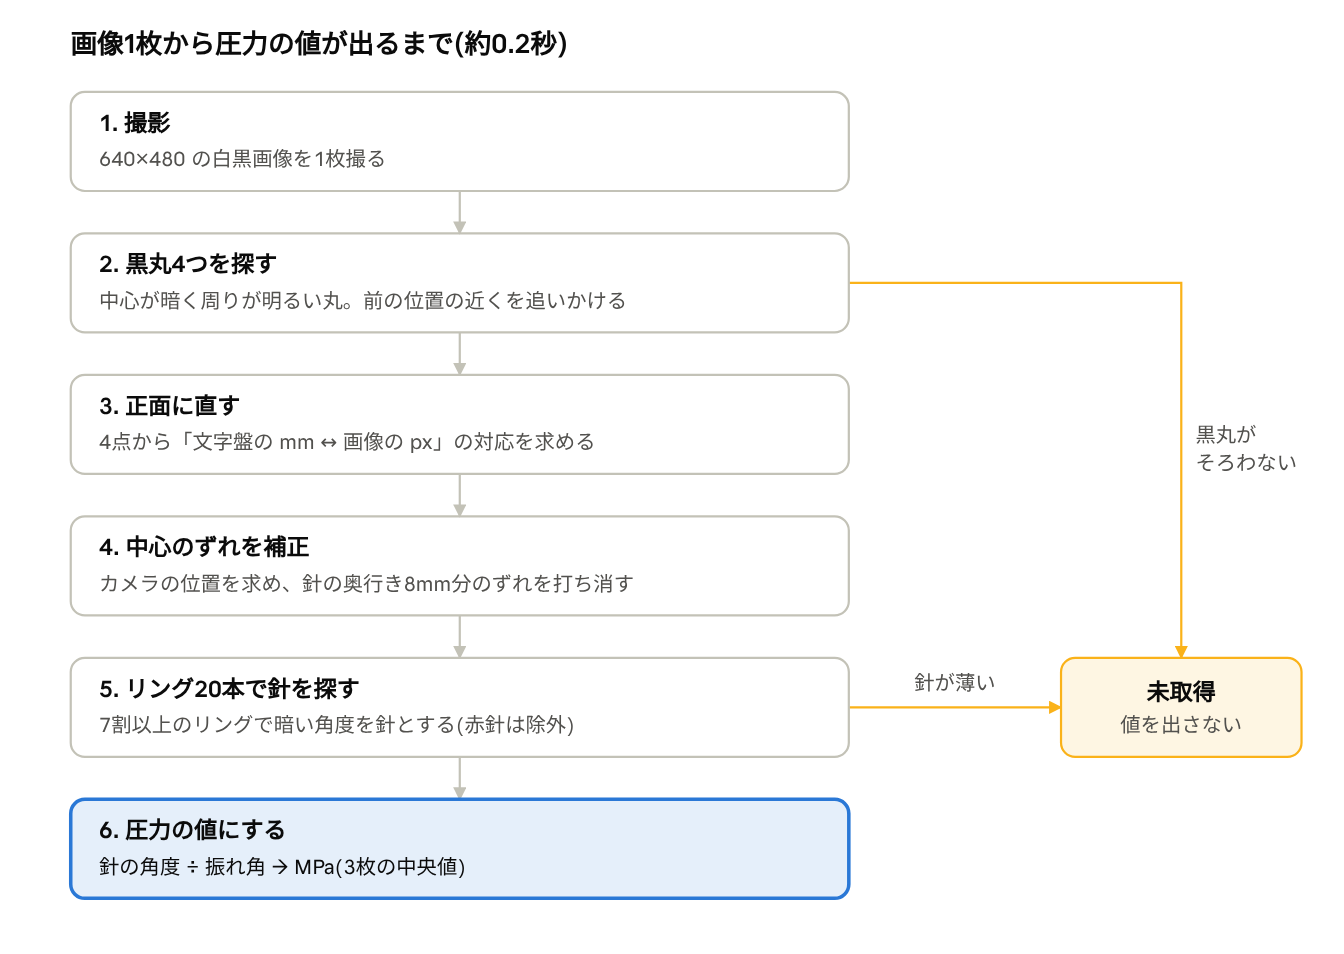 画像1枚から圧力の値が出るまで(約0.2秒)
1. 撮影
640×480 の白黒画像を1枚撮る
2. 黒丸4つを探す
中心が暗く周りが明るい丸。前の位置の近くを追いかける
3. 正面に直す
4点から「文字盤の mm ↔ 画像の px」の対応を求める
黒丸が
そろわない
4. 中心のずれを補正
カメラの位置を求め、針の奥行き8mm分のずれを打ち消す
5. リング20本で針を探す
7割以上のリングで暗い角度を針とする(赤針は除外)
針が薄い
未取得
値を出さない
6. 圧力の値にする
針の角度 ÷ 振れ角 → MPa(3枚の中央値)